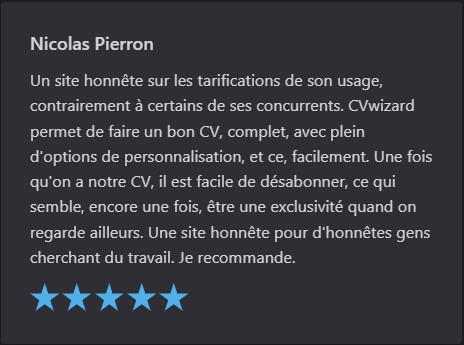 Nicolas Pierron
Un site honnête sur les tarifications de son usage,
contrairement à certains de ses concurrents. CVwizard
permet de faire un bon CV, complet, avec plein
d'options de personnalisation, et ce, facilement. Une fois
qu'on a notre CV, il est facile de désabonner, ce qui
semble, encore une fois, être une exclusivité quand on
regarde ailleurs. Une site honnête pour d'honnêtes gens
cherchant du travail. Je recommande.